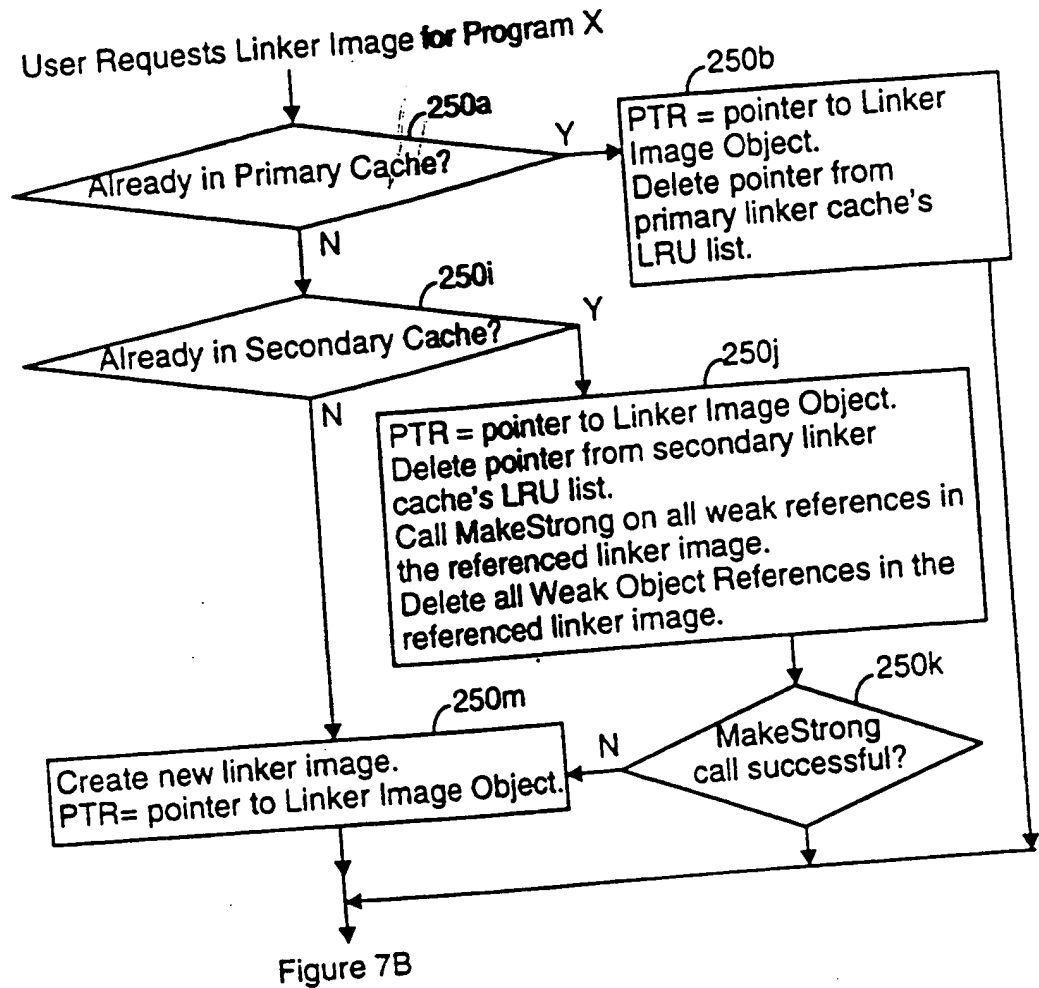 User Requests Linker Image for Program X
250a
Already in Primary Cache?
Y
N
250b
PTR = pointer to Linker
Image Object.
Delete pointer from
primary linker cache's
LRU list.
250i
Already in Secondary Cache?
Y
N
250j
PTR = pointer to Linker Image Object.
Delete pointer from secondary linker
cache's LRU list.
Call MakeStrong on all weak references in
the referenced linker image.
Delete all Weak Object References in the
referenced linker image.
250k
MakeStrong
call successful?
N
250m
Create new linker image.
PTR= pointer to Linker Image Object.
Figure 7B